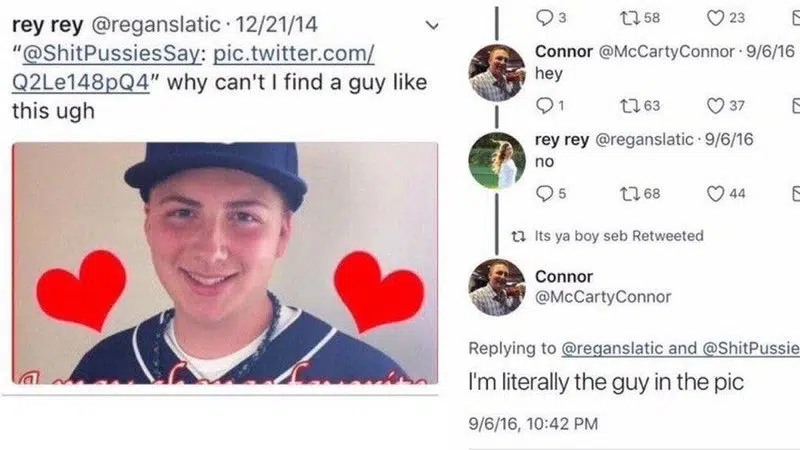 rey rey @reganslatic · 12/21/14
“@ShitPussiesSay: pic.twitter.com/
Q2Le148pQ4” why can't I find a guy like
this ugh
3 58 23
Connor @McCartyConnor · 9/6/16
hey
1 63 37
rey rey @reganslatic · 9/6/16
no
5 68 44
Its ya boy seb Retweeted
Connor
@McCartyConnor
Replying to @reganslatic and @ShitPussie
I'm literally the guy in the pic
9/6/16, 10:42 PM